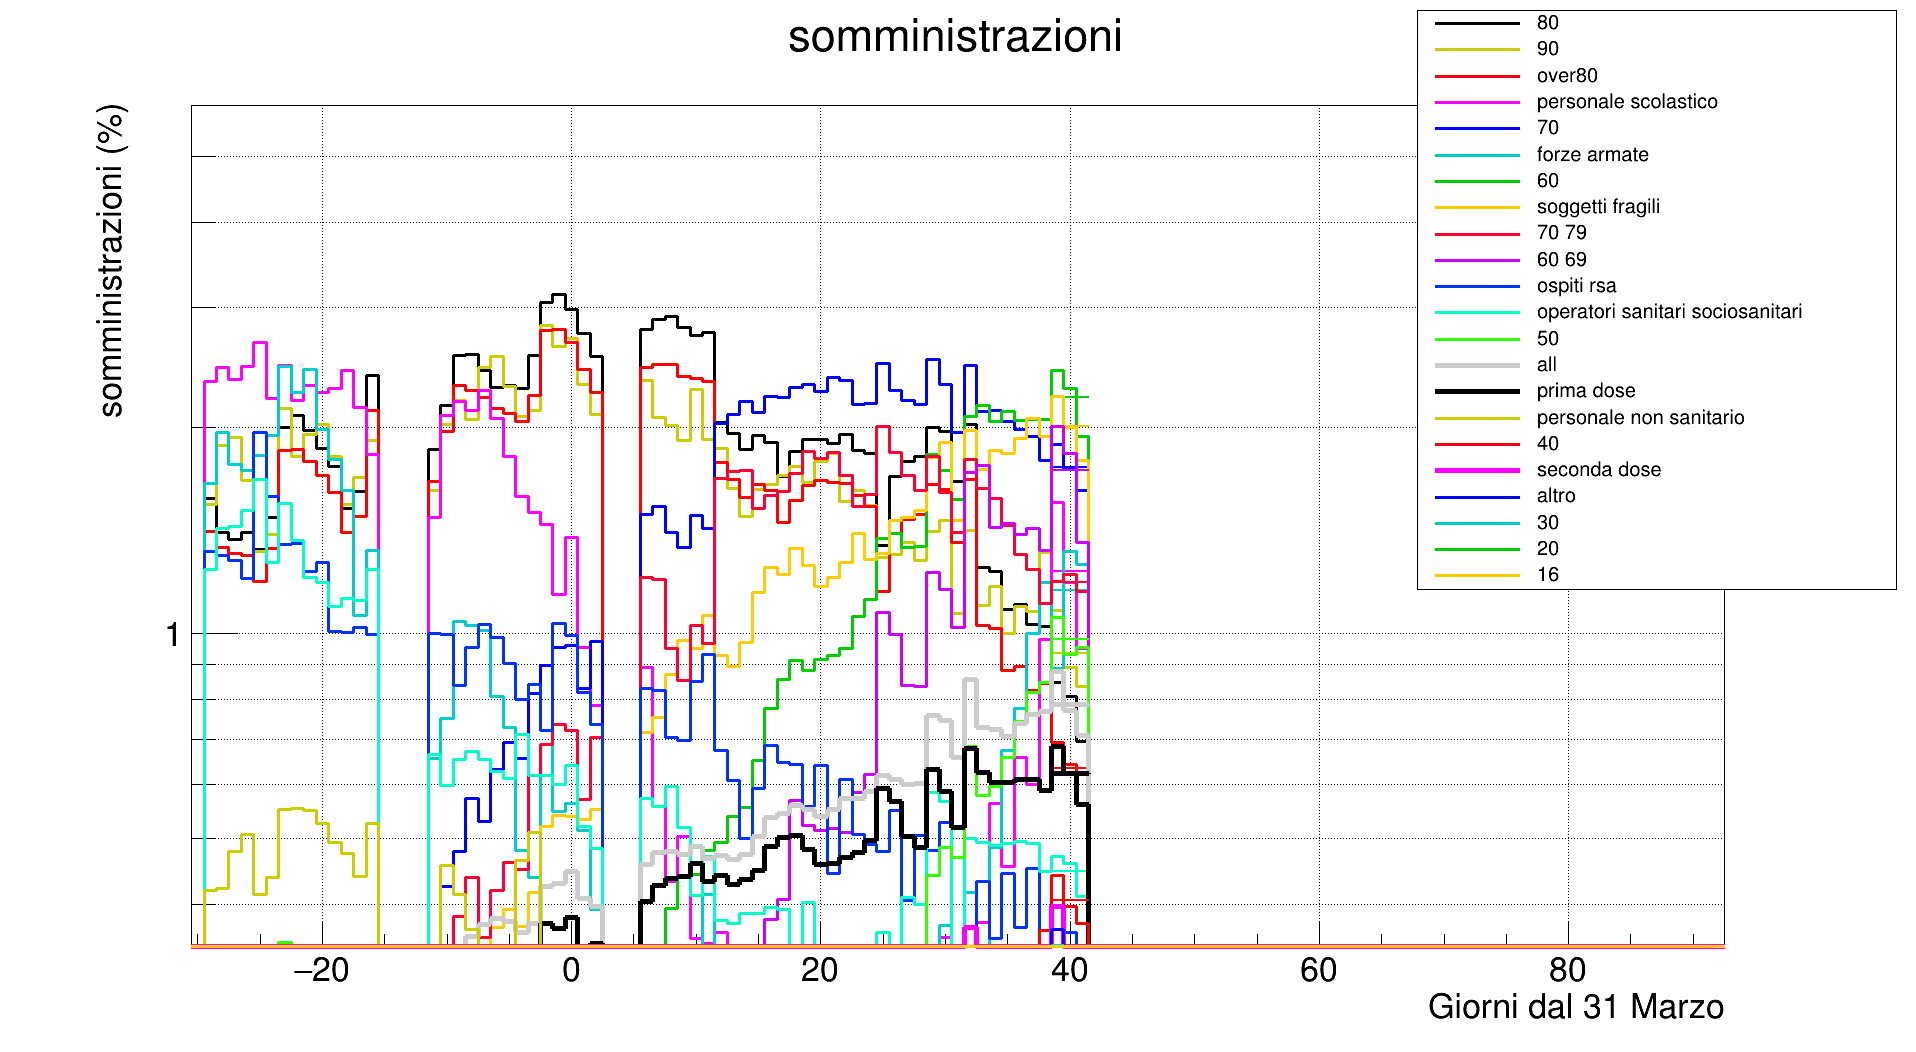 somministrazioni
somministrazioni (%)
80
90
over80
personale scolastico
70
forze armate
60
soggetti fragili
70 79
60 69
ospiti rsa
operatori sanitari sociosanitari
50
all
prima dose
personale non sanitario
40
seconda dose
altro
30
20
16
1
−20 0 20 40 60 80
Giorni dal 31 Marzo